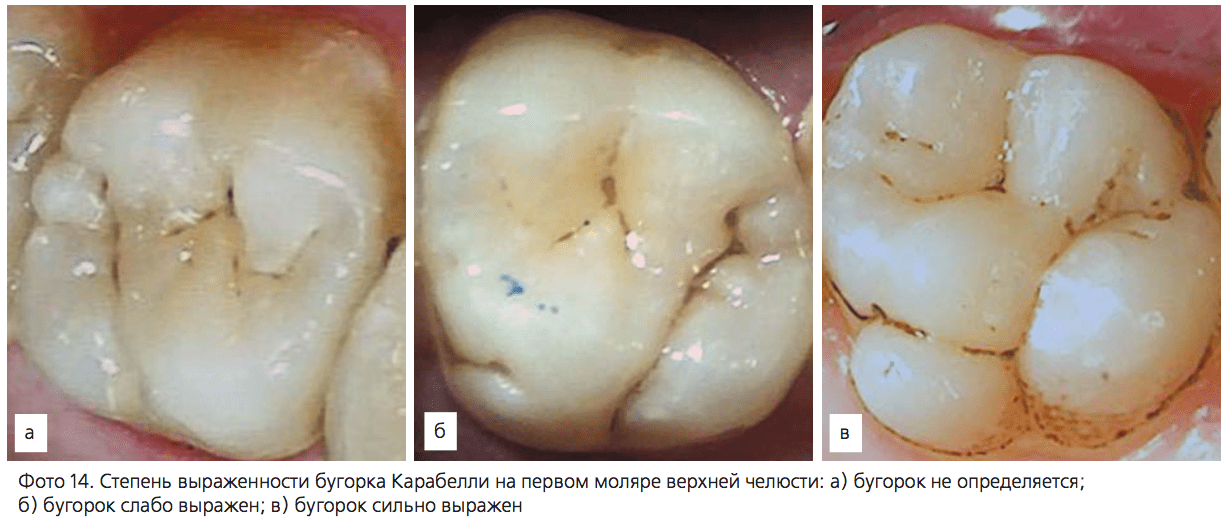 а
б
в
Фото 14. Степень выраженности бугорка Карабелли на первом моляре верхней челюсти: а) бугорок не определяется;
б) бугорок слабо выражен; в) бугорок сильно выражен